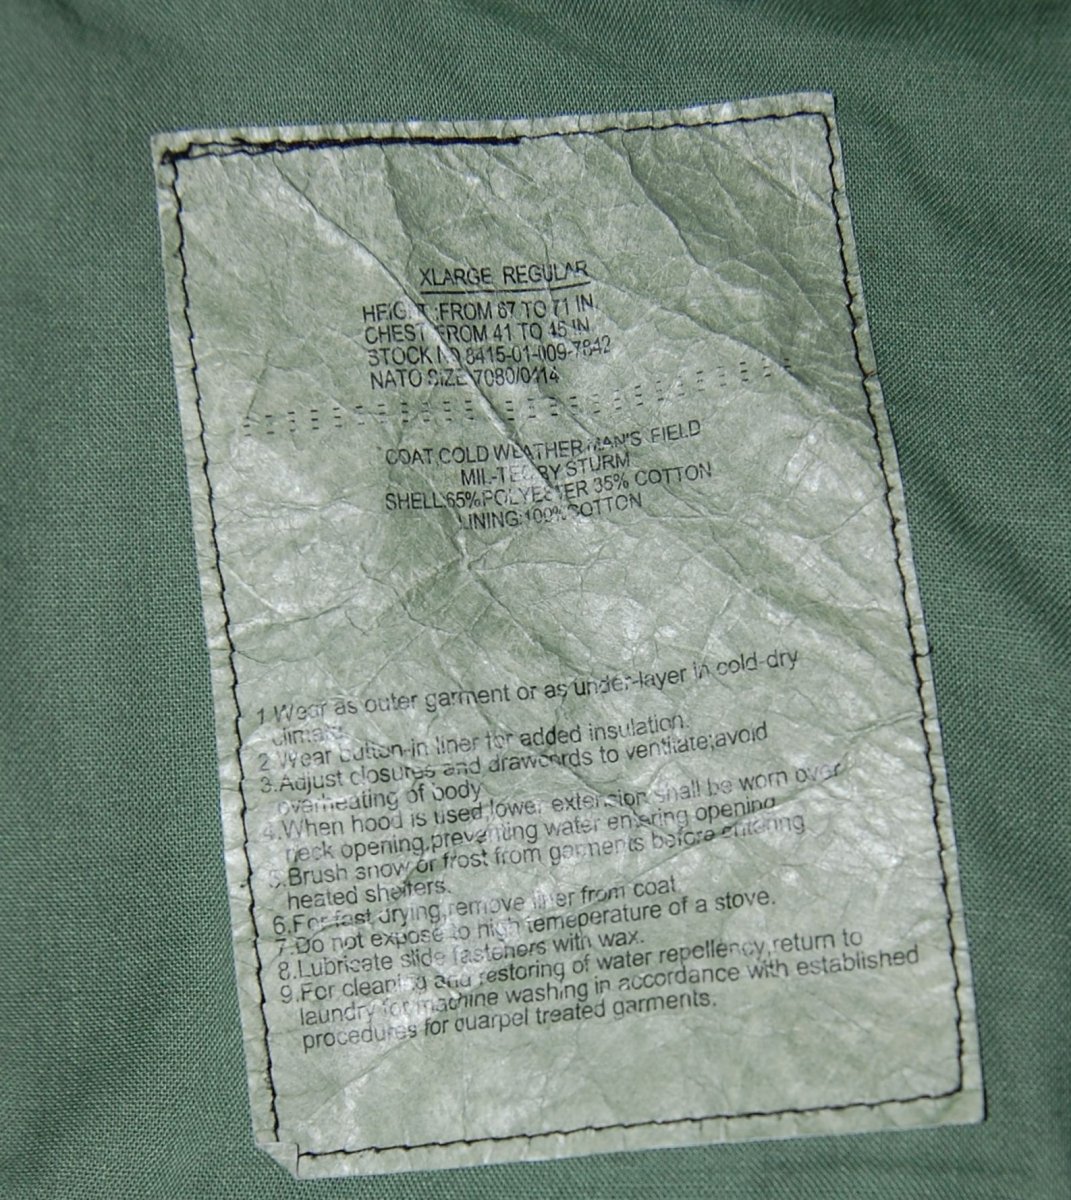 XLARGE REGULAR
HEIGHT :FROM 67 TO 71 IN.
CHEST FROM 41 TO 45 IN.
STOCK NO 8415-01-009-7842
NATO SIZE 7080/0414
COAT,COLD WEATHER MAN'S FIELD
MIL-TEC BY STURM
SHELL:65%POLYESTER 35% COTTON
LINING:100%COTTON
1.Wear as outer garment or as under-layer in cold-dry
climate.
2.Wear button-in liner for added insulation.
3.Adjust closures and drawcords to ventilate;avoid
overheating of body
4.When hood is used,lower extension shall be worn over
neck opening,preventing water entering opening
5.Brush snow or frost from garments before entering
heated shelters.
6.For fast drying,remove liner from coat
7.Do not expose to high temeperature of a stove.
8.Lubricate slide fasteners with wax.
9.For cleaning and restoring of water repellency,return to
laundry for machine washing in accordance with established
procedures for quarpel treated garments.